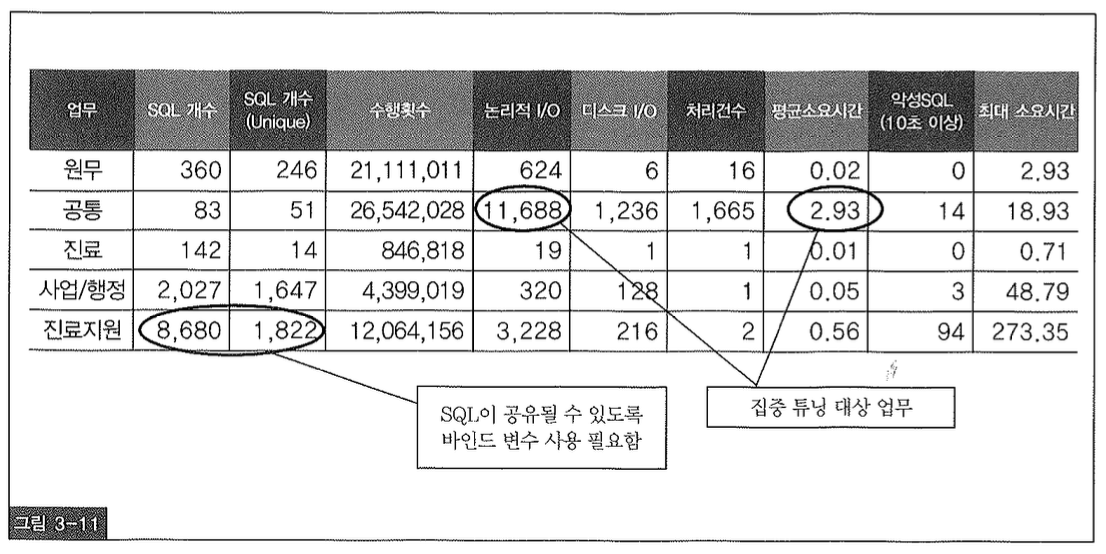 업무 SQL 개수 SQL 개수 (Unique) 수행횟수 논리적 I/O 디스크 I/O 처리건수 평균소요시간 악성SQL (10초 이상) 최대 소요시간
원무 360 246 21,111,011 624 6 16 0.02 0 2.93
공통 83 51 26,542,028 11,688 1,236 1,665 2.93 14 18.93
진료 142 14 846,818 19 1 1 0.01 0 0.71
사업/행정 2,027 1,647 4,399,019 320 128 1 0.05 3 48.79
진료지원 8,680 1,822 12,064,156 3,228 216 2 0.56 94 273.35
SQL이 공유될 수 있도록
바인드 변수 사용 필요함
집중 튜닝 대상 업무
그림 3-11